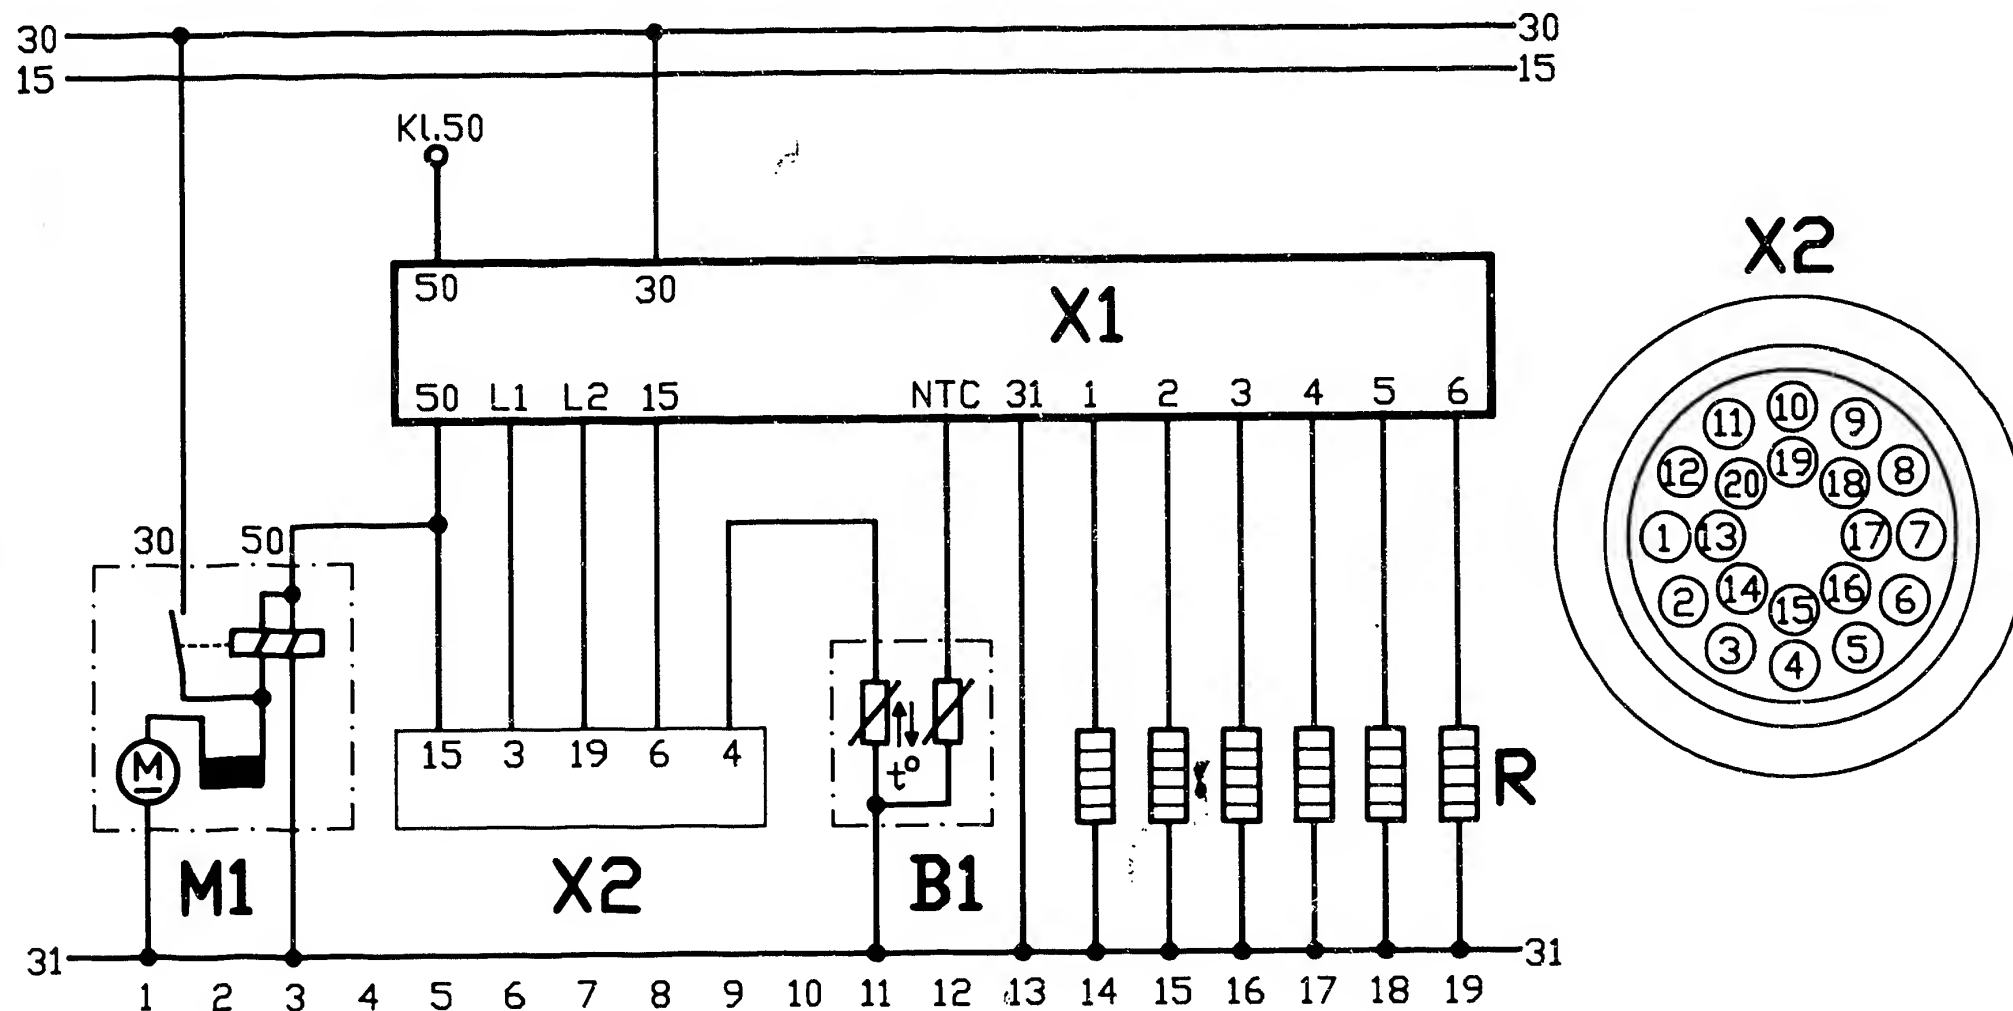 30 30
15 15
Kl.50
50 30
X1
50 L1 L2 15 NTC 31 1 2 3 4 5 6
X2
10
11 9
12 20 19 18 8
1 13 17 7
2 14 15 16 6
3 4 5
30 50
M
15 3 19 6 4
t°
R
M1 X2 B1
31 31
1 2 3 4 5 6 7 8 9 10 11 12 13 14 15 16 17 18 19